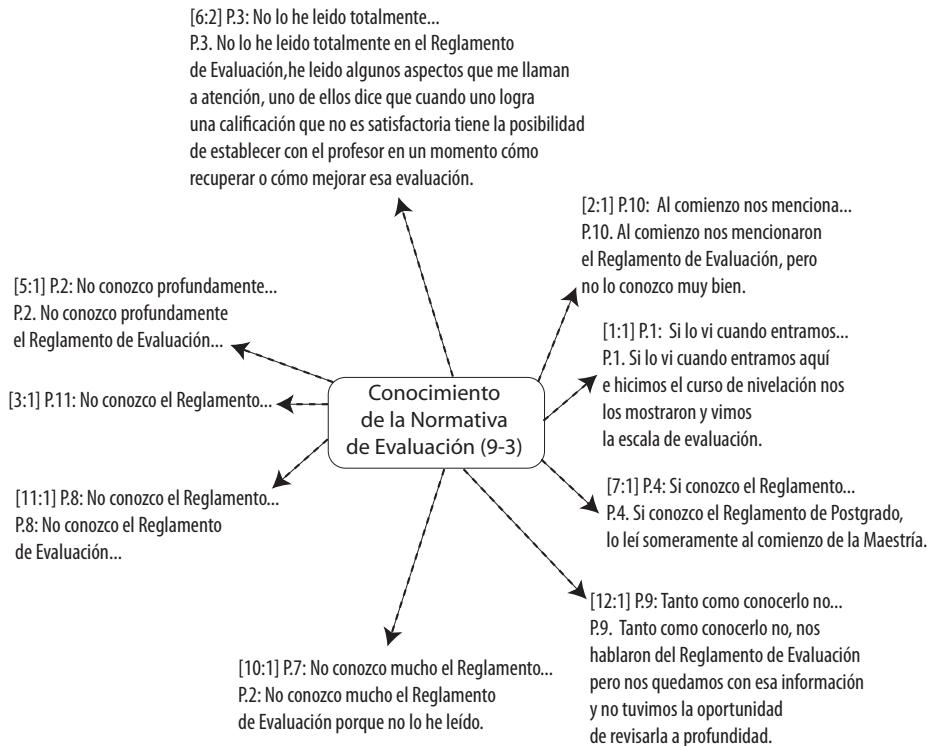 [6:2] P.3: No lo he leido totalmente...
P.3. No lo he leido totalmente en el Reglamento
de Evaluación,he leido algunos aspectos que me llaman
a atención, uno de ellos dice que cuando uno logra
una calificación que no es satisfactoria tiene la posibilidad
de establecer con el profesor en un momento cómo
recuperar o cómo mejorar esa evaluación.
[2:1] P.10: Al comienzo nos menciona...
P.10. Al comienzo nos mencionaron
el Reglamento de Evaluación, pero
no lo conozco muy bien.
[5:1] P.2: No conozco profundamente...
P.2. No conozco profundamente
el Reglamento de Evaluación...
[1:1] P.1: Si lo vi cuando entramos...
P.1. Si lo vi cuando entramos aquí
e hicimos el curso de nivelación nos
los mostraron y vimos
la escala de evaluación.
[3:1] P.11: No conozco el Reglamento...
Conocimiento
de la Normativa
de Evaluación (9-3)
[11:1] P.8: No conozco el Reglamento...
P.8: No conozco el Reglamento
de Evaluación...
[7:1] P.4: Si conozco el Reglamento...
P.4. Si conozco el Reglamento de Postgrado,
lo leí someramente al comienzo de la Maestría.
[12:1] P.9: Tanto como conocerlo no...
P.9. Tanto como conocerlo no, nos
hablaron del Reglamento de Evaluación
pero nos quedamos con esa información
y no tuvimos la oportunidad
de revisarla a profundidad.
[10:1] P.7: No conozco mucho el Reglamento...
P.2: No conozco mucho el Reglamento
de Evaluación porque no lo he leído.